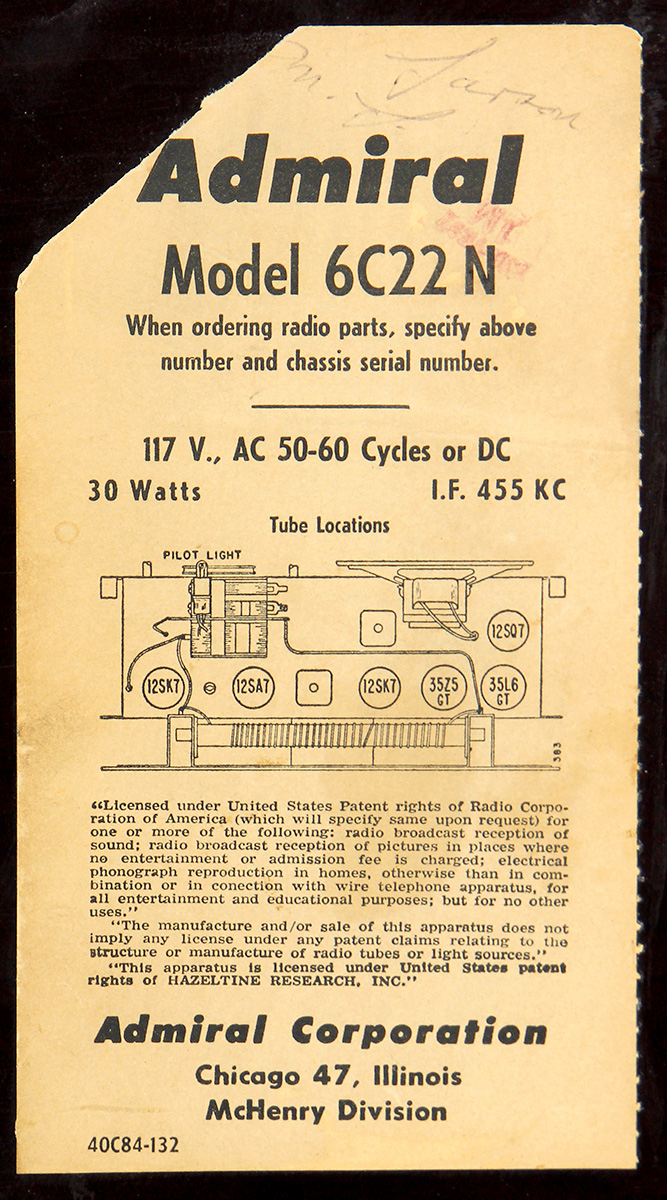 M. Larson
Admiral
Model 6C22 N
When ordering radio parts, specify above
number and chassis serial number.
117 V., AC 50-60 Cycles or DC
30 Watts I.F. 455 KC
Tube Locations
PILOT LIGHT
12SQ7
12SK7 12SA7 12SK7 35Z5 GT 35L6 GT
383
“Licensed under United States Patent rights of Radio Corpo-
ration of America (which will specify same upon request) for
one or more of the following: radio broadcast reception of
sound; radio broadcast reception of pictures in places where
no entertainment or admission fee is charged; electrical
phonograph reproduction in homes, otherwise than in com-
bination or in conection with wire telephone apparatus, for
all entertainment and educational purposes; but for no other
uses.”
“The manufacture and/or sale of this apparatus does not
imply any license under any patent claims relating to the
structure or manufacture of radio tubes or light sources.”
“This apparatus is licensed under United States patent
rights of HAZELTINE RESEARCH, INC.”
Admiral Corporation
Chicago 47, Illinois
McHenry Division
40C84-132